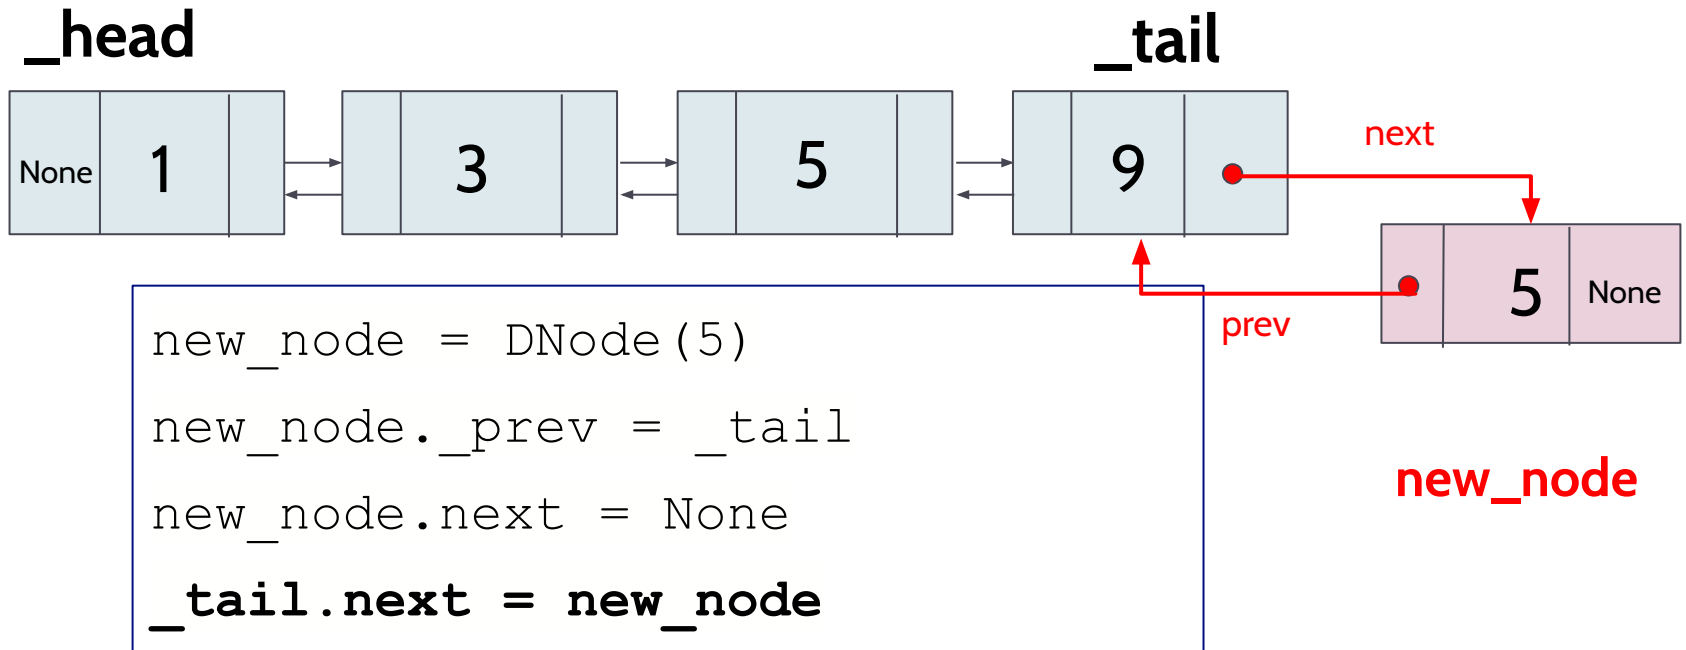 _head
_tail
None 1 3 5 9
next
5 None
prev
new_node
new_node = DNode(5)
new_node._prev = _tail
new_node.next = None
_tail.next = new_node